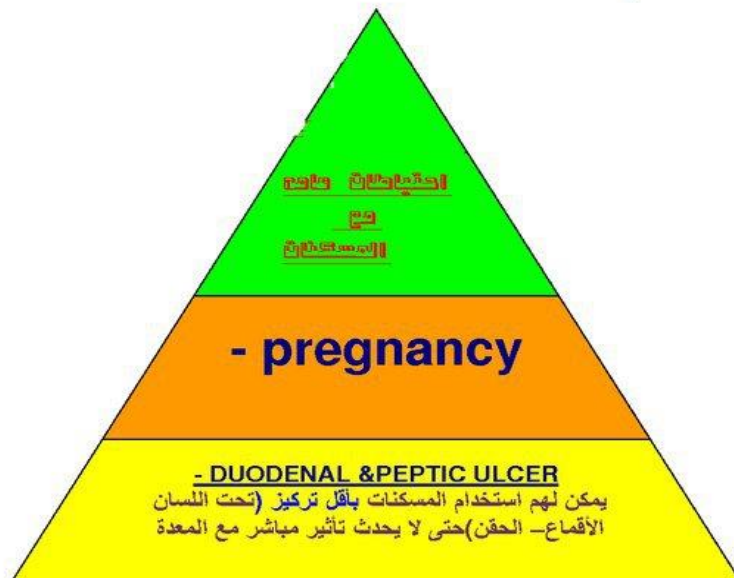 احتياطات عامة
مع
المسكنات
- pregnancy
- DUODENAL &PEPTIC ULCER
يمكن لهم استخدام المسكنات بأقل تركيز (تحت اللسان
الأقماع– الحقن)حتى لا يحدث تأثير مباشر مع المعدة